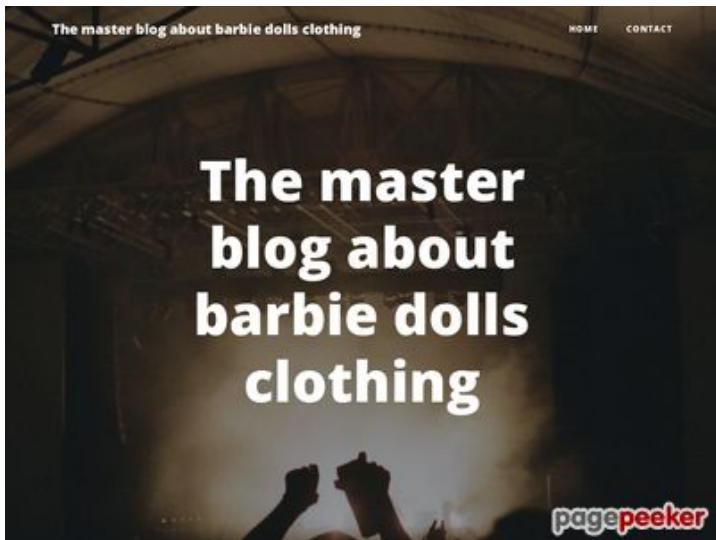 The master blog about barbie dolls clothing
HOME CONTACT
The master
blog about
barbie dolls
clothing
pagepeeker